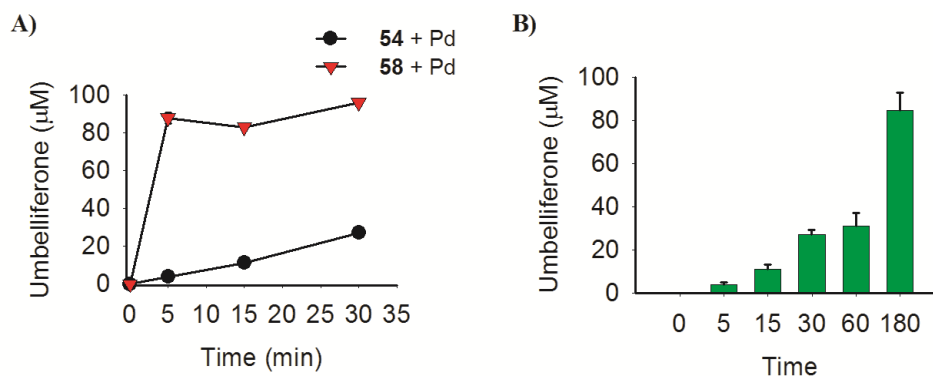 A)
54 + Pd
58 + Pd
Umbelliferone (μM)
100
80
60
40
20
0
0 5 10 15 20 25 30 35
Time (min)
B)
Umbelliferone (μM)
100
80
60
40
20
0
0 5 15 30 60 180
Time